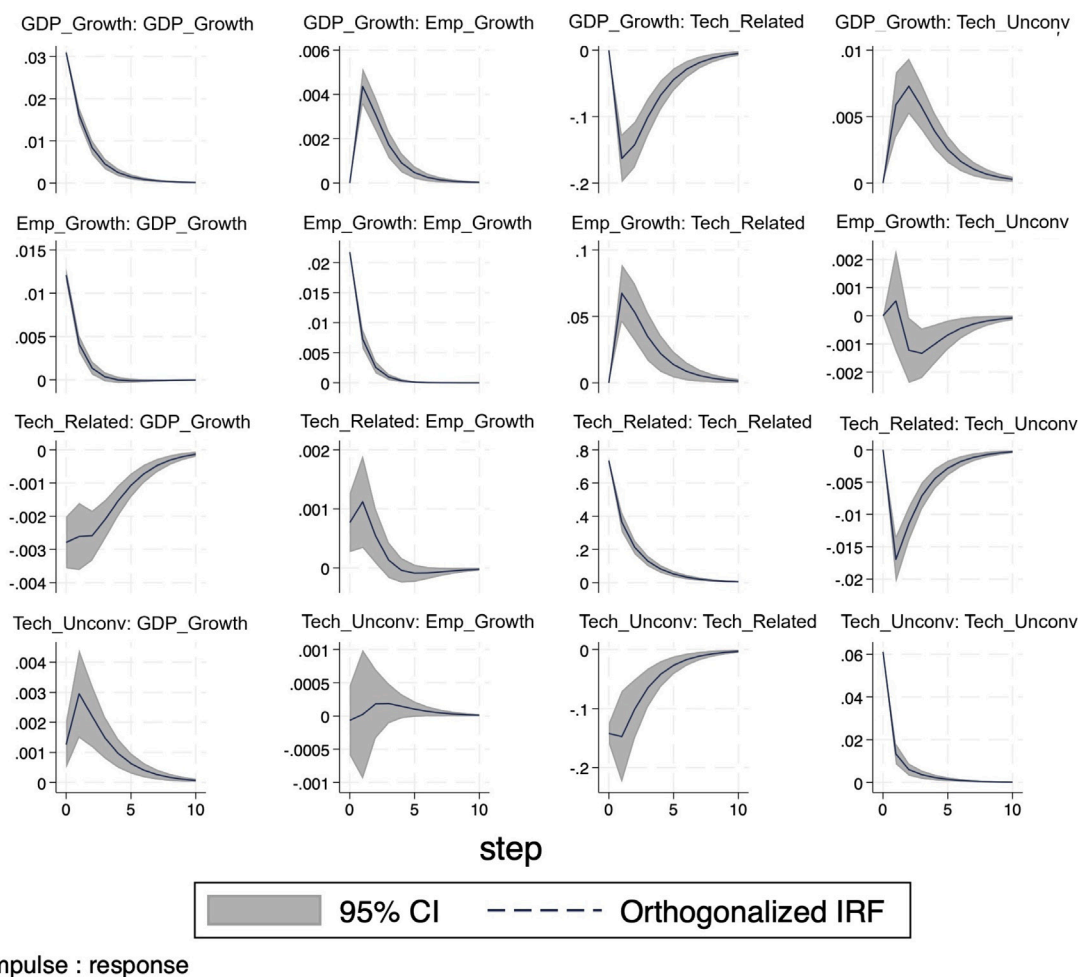 GDP_Growth: GDP_Growth GDP_Growth: Emp_Growth GDP_Growth: Tech_Related GDP_Growth: Tech_Unconv
.03 .006 0 .01
.02 .004 -.1 .005
.01 .002 -.2 0
0 0
Emp_Growth: GDP_Growth Emp_Growth: Emp_Growth Emp_Growth: Tech_Related Emp_Growth: Tech_Unconv
.015 .02 .1 .002
.01 .015 .05 .001
.005 .01 0 0
0 .005 -.001
0 -.002
Tech_Related: GDP_Growth Tech_Related: Emp_Growth Tech_Related: Tech_Related Tech_Related: Tech_Unconv
0 .002 .8 0
-.001 .001 .6 -.005
-.002 0 .4 -.01
-.003 .2 -.015
-.004 0 -.02
Tech_Unconv: GDP_Growth Tech_Unconv: Emp_Growth Tech_Unconv: Tech_Related Tech_Unconv: Tech_Unconv
.004 .001 0 .06
.003 .0005 -.1 .04
.002 0 -.2 .02
.001 -.0005 0
0 -.001
0 5 10 0 5 10 0 5 10 0 5 10
step
95% CI Orthogonalized IRF
mpulse : response